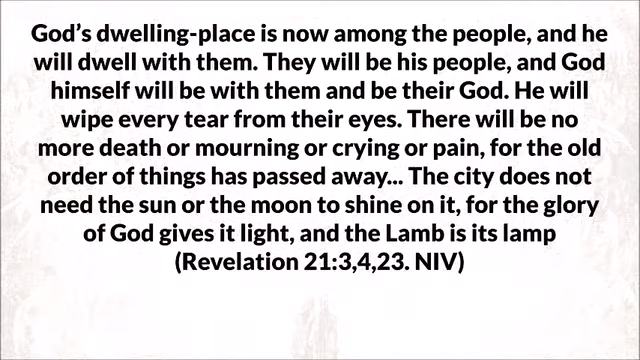 God’s dwelling-place is now among the people, and he
will dwell with them. They will be his people, and God
himself will be with them and be their God. He will
wipe every tear from their eyes. There will be no
more death or mourning or crying or pain, for the old
order of things has passed away... The city does not
need the sun or the moon to shine on it, for the glory
of God gives it light, and the Lamb is its lamp
(Revelation 21:3,4,23. NIV)